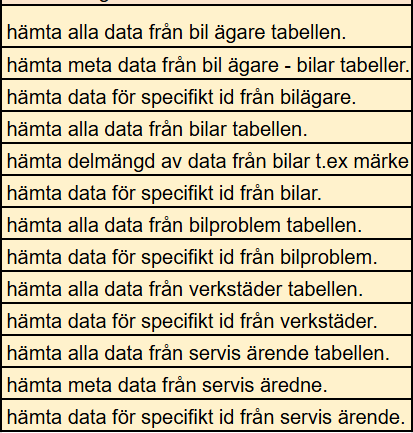 hämta alla data från bil ägare tabellen.
hämta meta data från bil ägare - bilar tabeller.
hämta data för specifikt id från bilägare.
hämta alla data från bilar tabellen.
hämta delmängd av data från bilar t.ex märke
hämta data för specifikt id från bilar.
hämta alla data från bilproblem tabellen.
hämta data för specifikt id från bilproblem.
hämta alla data från verkstäder tabellen.
hämta data för specifikt id från verkstäder.
hämta alla data från servis ärende tabellen.
hämta meta data från servis äredne.
hämta data för specifikt id från servis ärende.